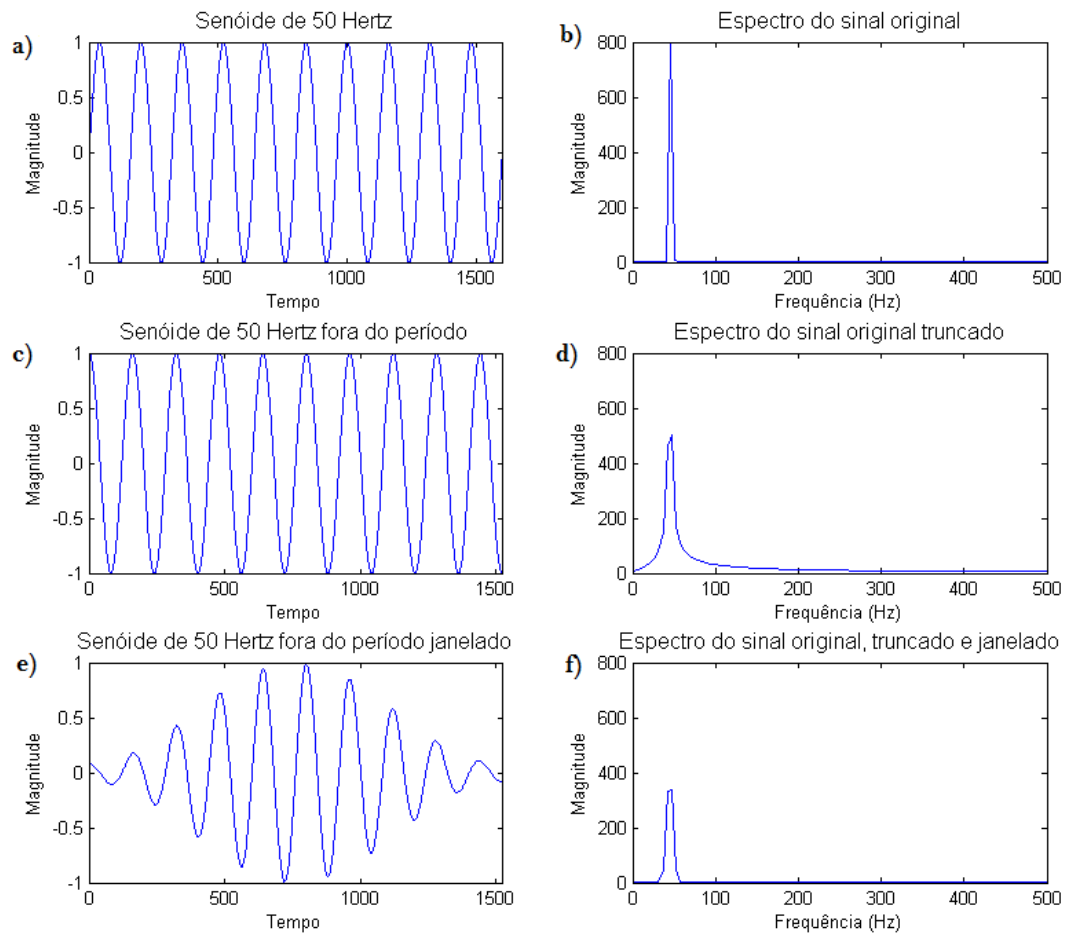 a)
Senóide de 50 Hertz
Magnitude
1
0.5
0
-0.5
-1
0
500
1000
1500
Tempo
b)
Espectro do sinal original
Magnitude
800
600
400
200
0
0
100
200
300
400
500
Frequência (Hz)
c)
Senóide de 50 Hertz fora do período
Magnitude
1
0.5
0
-0.5
-1
0
500
1000
1500
Tempo
d)
Espectro do sinal original truncado
Magnitude
800
600
400
200
0
0
100
200
300
400
500
Frequência (Hz)
e)
Senóide de 50 Hertz fora do período janelado
Magnitude
1
0.5
0
-0.5
-1
0
500
1000
1500
Tempo
f)
Espectro do sinal original, truncado e janelado
Magnitude
800
600
400
200
0
0
100
200
300
400
500
Frequência (Hz)